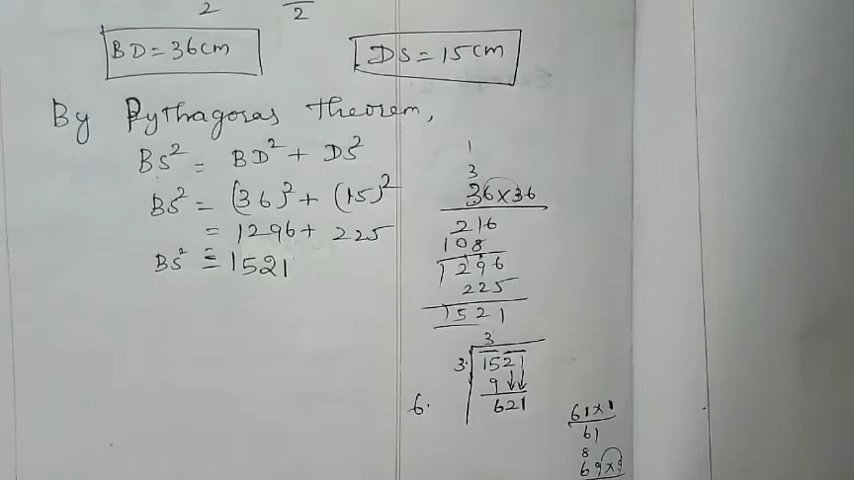 2 2
BD = 36cm DS = 15cm
By Pythagoras theorem,
BS² = BD² + DS²
BS² = (36)² + (15)²
= 1296 + 225
BS² = 1521
1
3
36×36
216
108
1296
225
1521
3
3 1521
9
6. 621
61×1
61
8
69×9